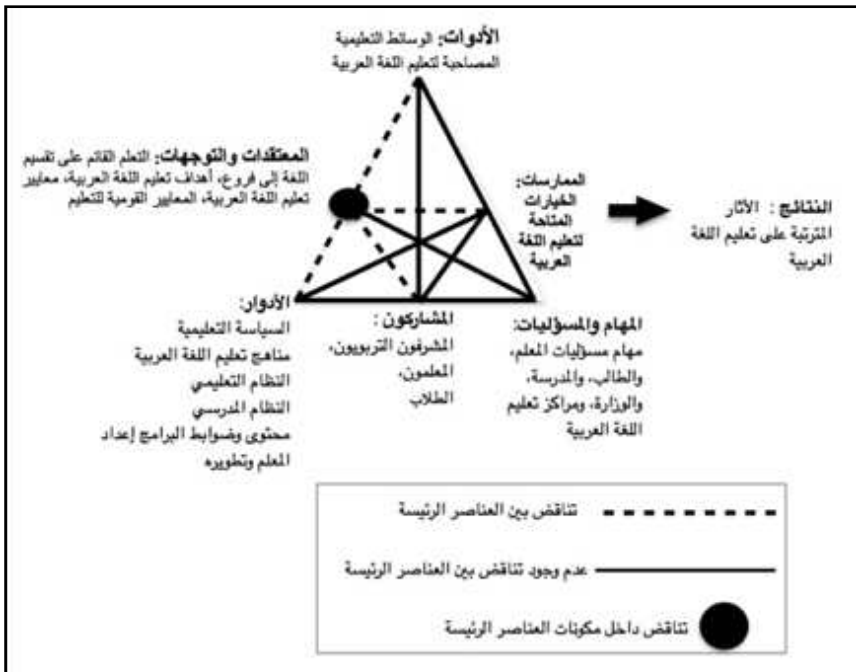 الأدوات: الوسائط التعليمية
المصاحبة لتعليم اللغة العربية
المعتقدات والتوجهات: التعلم القائم على تقسيم
اللغة إلى فروع، أهداف تعليم اللغة العربية، معايير
تعليم اللغة العربية، المعايير القومية للتعليم
الممارسات:
الخيارات
المتاحة
لتعليم اللغة
العربية
النتائج : الآثار
المترتبة على تعليم اللغة
العربية
الأدوار:
السياسة التعليمية
مناهج تعليم اللغة العربية
النظام التعليمي
النظام المدرسي
محتوى وضوابط البرامج إعداد
المعلم وتطويره
المشاركون :
المشرفون التربويون،
المعلمون،
الطلاب
المهام والمسؤليات:
مهام مسؤليات المعلم،
والطالب، والمدرسة،
والوزارة، ومراكز تعليم
اللغة العربية
تناقض بين العناصر الرئيسة
عدم وجود تناقض بين العناصر الرئيسة
تناقض داخل مكونات العناصر الرئيسة